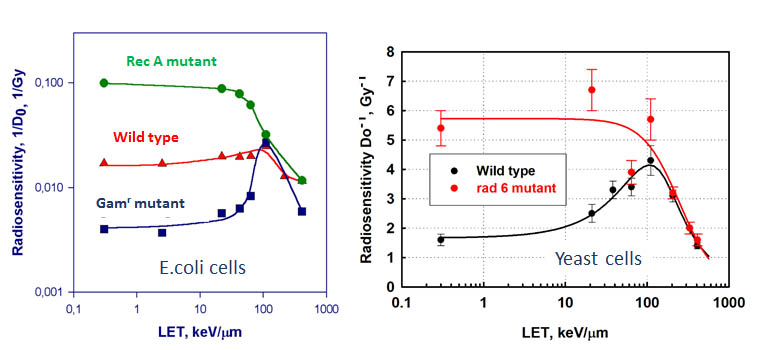 Radiosensitivity, 1/D0, 1/Gy
0,100
0,010
0,001
Rec A mutant
Wild type
Gamʳ mutant
E.coli cells
0,1 1 10 100 1000
LET, keV/μm
Radiosensitivity Do⁻¹, Gy⁻¹
8
7
6
5
4
3
2
1
0
Wild type
rad 6 mutant
Yeast cells
0.1 1 10 100 1000
LET, keV/μm